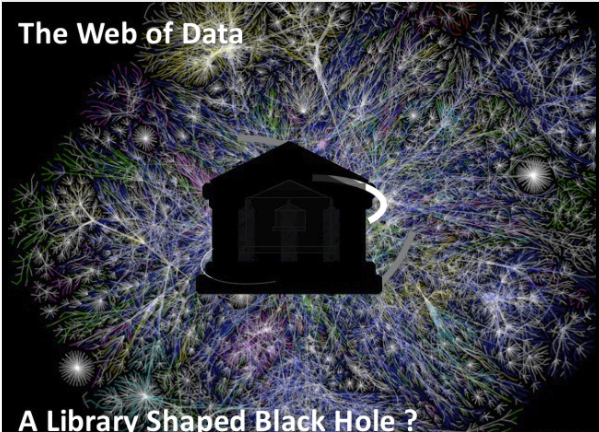 The Web of Data
A Library Shaped Black Hole ?